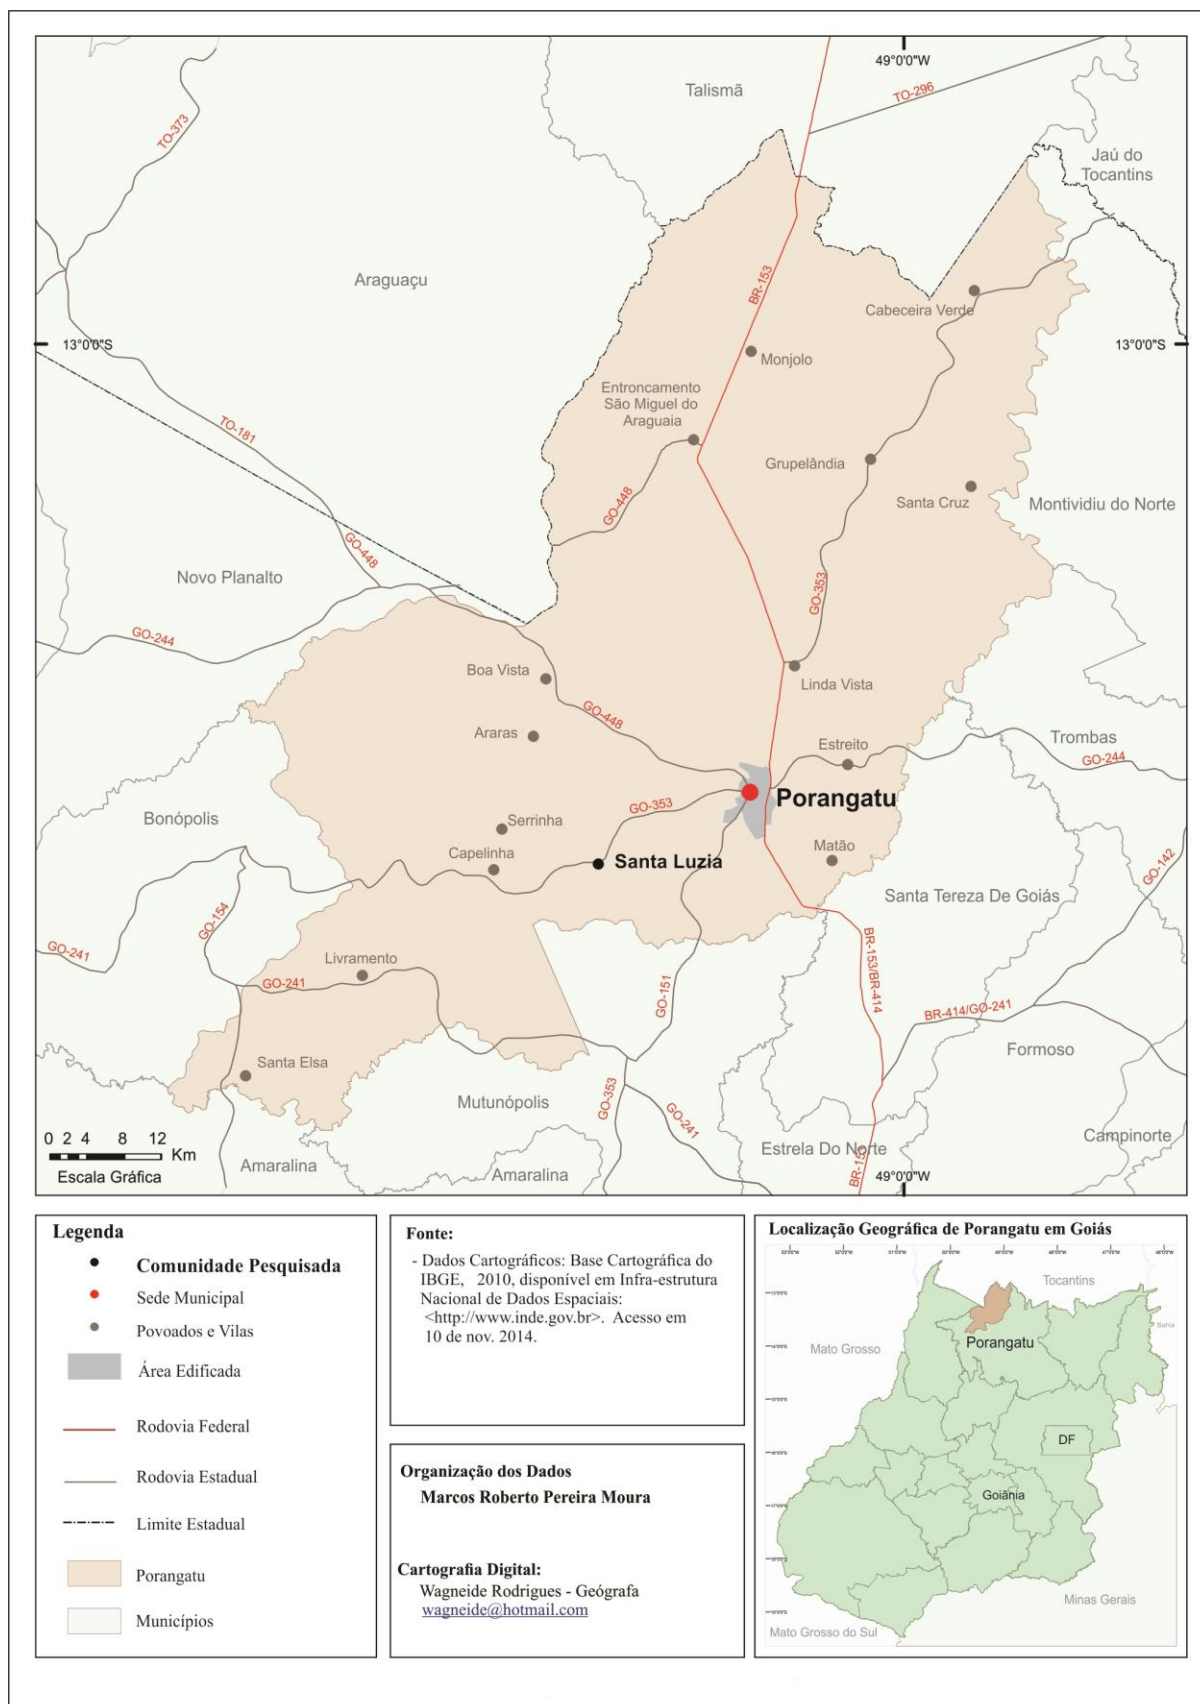 49°0'0"W
Talismã
TO-296
TO-373
Jaú do
Tocantins
Araguaçu
BR-153
Cabeceira Verde
13°0'0"S
13°0'0"S
Monjolo
Entroncamento
São Miguel do
Araguaia
TO-181
Grupelândia
Santa Cruz
Montividiu do Norte
GO-448
GO-448
Novo Planalto
GO-353
GO-244
Boa Vista
Linda Vista
GO-448
Araras
Estreito
Trombas
GO-244
Porangatu
GO-353
Bonópolis
Serrinha
Capelinha
Santa Luzia
Matão
GO-142
Santa Tereza De Goiás
GO-154
GO-241
Livramento
GO-241
GO-151
BR-153/BR-414
BR-414/GO-241
Formoso
Santa Elsa
Mutunópolis
GO-353
GO-241
0 2 4 8 12
Km
Escala Gráfica
Amaralina
Amaralina
Estrela Do Norte
BR-153
Campinorte
49°0'0"W
Legenda
Comunidade Pesquisada
Sede Municipal
Povoados e Vilas
Área Edificada
Rodovia Federal
Rodovia Estadual
Limite Estadual
Porangatu
Municípios
Fonte:
- Dados Cartográficos: Base Cartográfica do
IBGE, 2010, disponível em Infra-estrutura
Nacional de Dados Espaciais:
<http://www.inde.gov.br>. Acesso em
10 de nov. 2014.
Organização dos Dados
Marcos Roberto Pereira Moura
Cartografia Digital:
Wagneide Rodrigues - Geógrafa
wagneide@hotmail.com
Localização Geográfica de Porangatu em Goiás
Tocantins
Bahia
Mato Grosso
Porangatu
DF
Goiânia
Minas Gerais
Mato Grosso do Sul